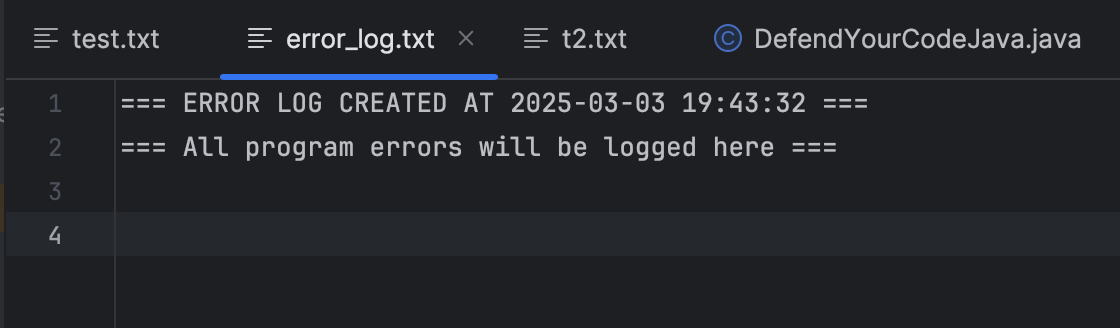 test.txt error_log.txt t2.txt DefendYourCodeJava.java
1 === ERROR LOG CREATED AT 2025-03-03 19:43:32 ===
2 === All program errors will be logged here ===
3
4